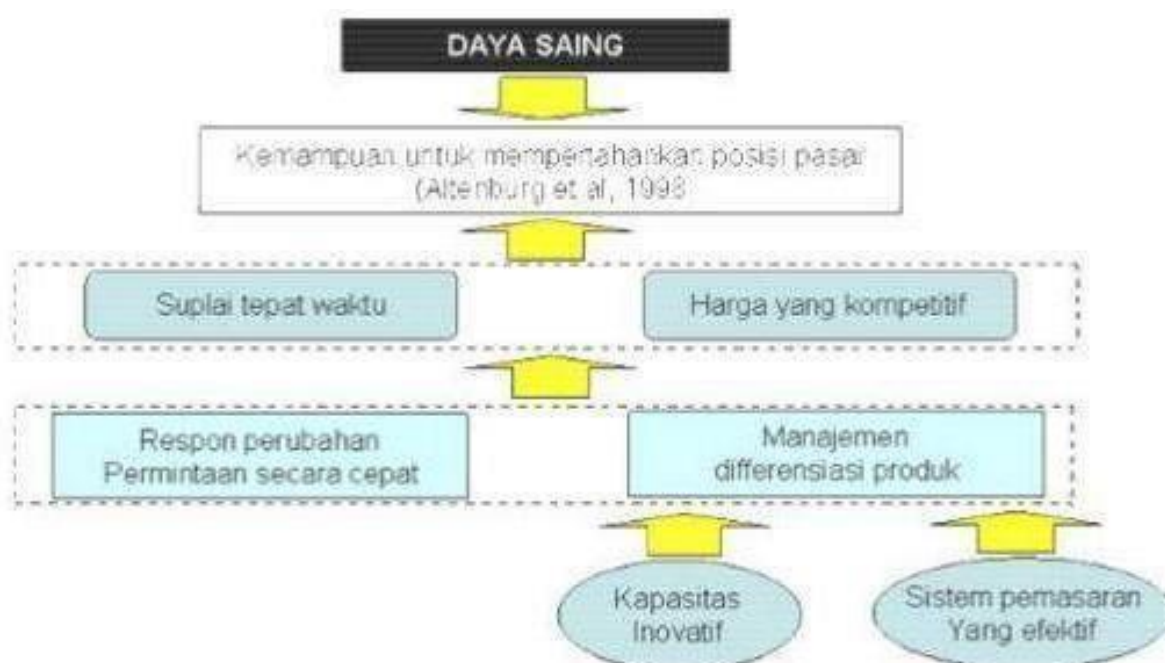 DAYA SAING
Kemampuan untuk mempertahankan posisi pasar
(Altenburg et al, 1998
Suplai tepat waktu
Harga yang kompetitif
Respon perubahan
Permintaan secara cepat
Manajemen
differensiasi produk
Kapasitas
Inovatif
Sistem pemasaran
Yang efektif